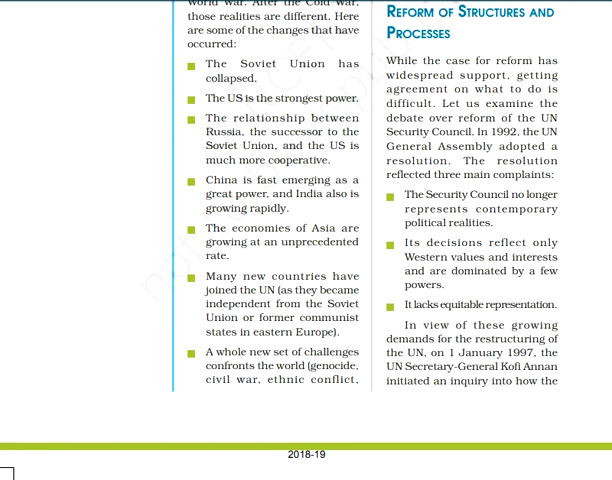 World War. After the Cold War,
those realities are different. Here
are some of the changes that have
occurred:
The Soviet Union has
collapsed.
The US is the strongest power.
The relationship between
Russia, the successor to the
Soviet Union, and the US is
much more cooperative.
China is fast emerging as a
great power, and India also is
growing rapidly.
The economies of Asia are
growing at an unprecedented
rate.
Many new countries have
joined the UN (as they became
independent from the Soviet
Union or former communist
states in eastern Europe).
A whole new set of challenges
confronts the world (genocide,
civil war, ethnic conflict,
REFORM OF STRUCTURES AND
PROCESSES
While the case for reform has
widespread support, getting
agreement on what to do is
difficult. Let us examine the
debate over reform of the UN
Security Council. In 1992, the UN
General Assembly adopted a
resolution. The resolution
reflected three main complaints:
The Security Council no longer
represents contemporary
political realities.
Its decisions reflect only
Western values and interests
and are dominated by a few
powers.
It lacks equitable representation.
In view of these growing
demands for the restructuring of
the UN, on 1 January 1997, the
UN Secretary-General Kofi Annan
initiated an inquiry into how the
2018-19